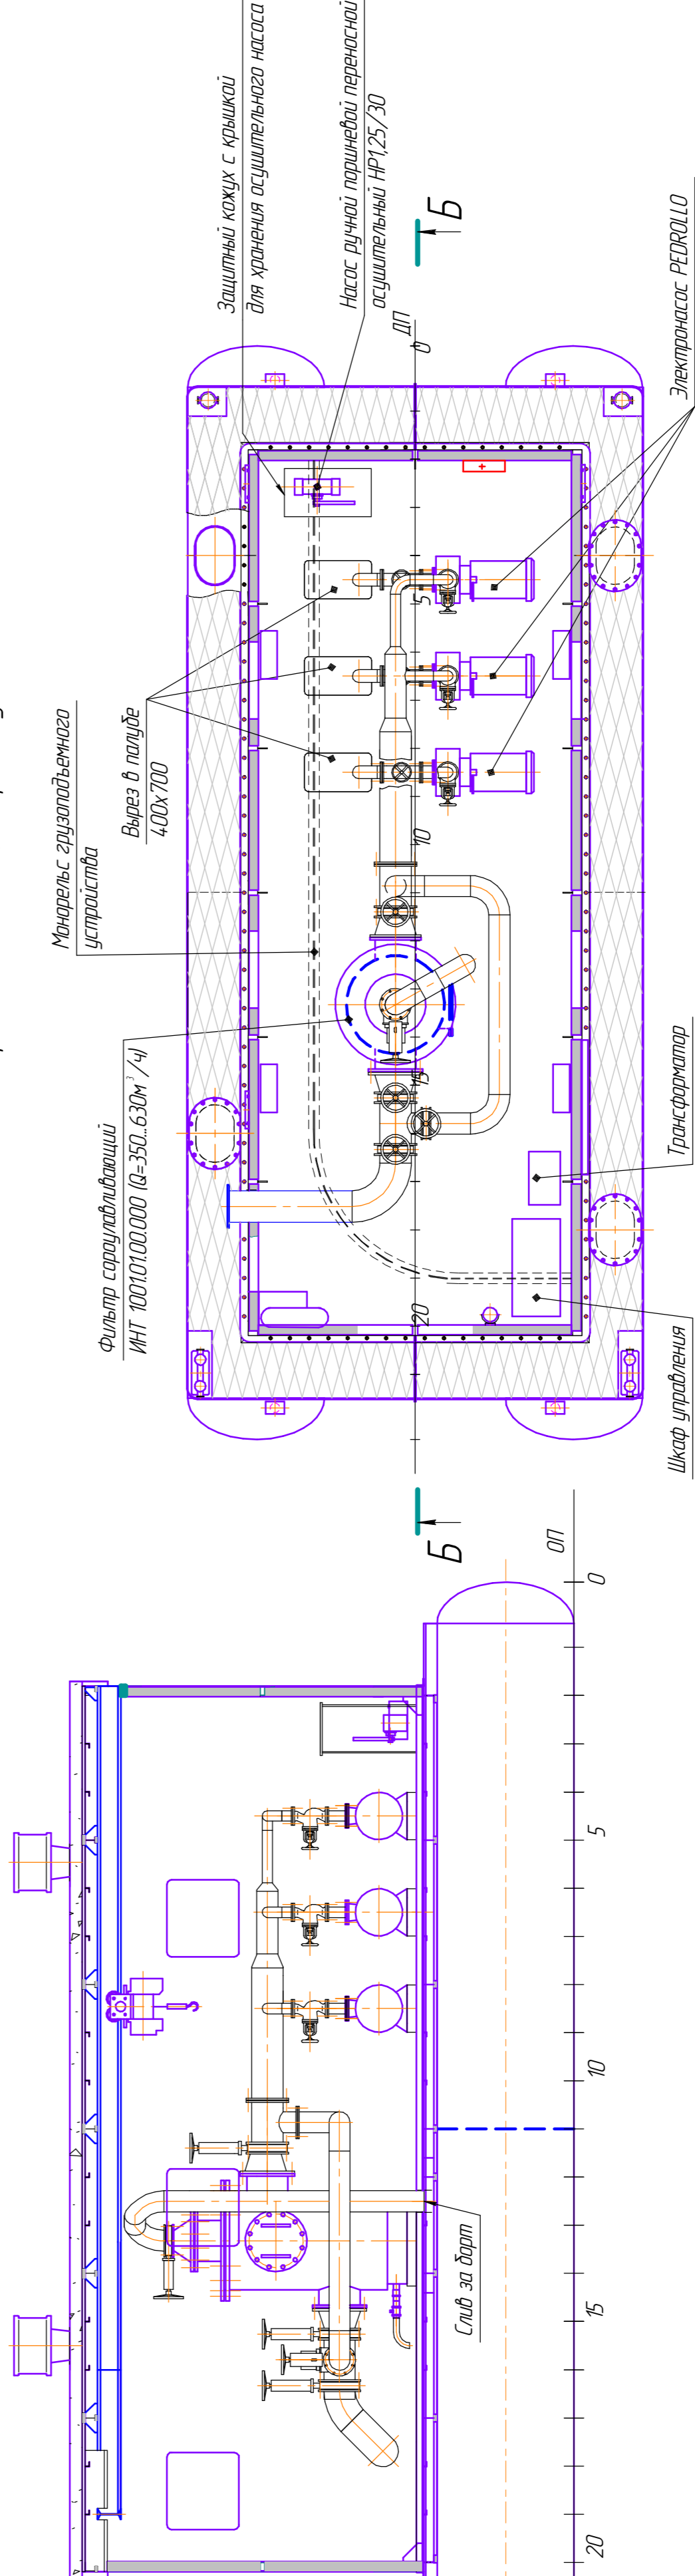 Защитный кожух с крышкой
для хранения осушительного насоса
Насос ручной поршневой переносной
осушительный НР1,25/30
Монорельс грузоподъемного
устройства
Вырез в палубе
400х700
Фильтр сороулавливающий
ИНТ 1001.01.00.000 (Q=350...630м³/ч)
Электронасос PEDROLLO
Трансформатор
Шкаф управления
Б
Б
ДП
0
5
10
15
20
Слив за борт
ОП
0
5
10
15
20